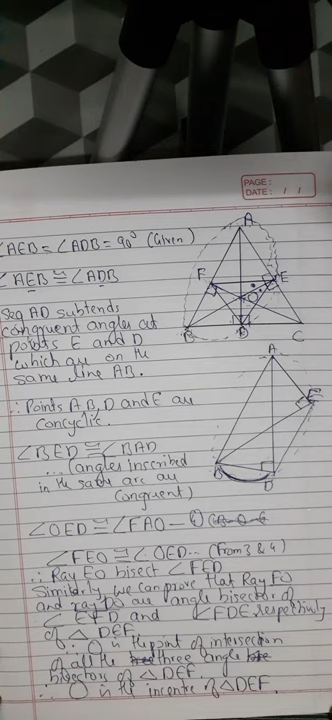 PAGE:
DATE: / /
∠AEB = ∠ADB = 90° (Given)
∠AEB ≅ ∠ADB
Seg AD subtends
congruent angles at
points E and D
which are on the
same line AB.
∴ Points A, B, D and E are
concyclic.
∠BED ≅ ∠BAD
... (angles inscribed
in the same arc are
congruent)
∠OED ≅ ∠FAO - ④
∠FEO ≅ ∠OED... (from 3 & 4)
∴ Ray EO bisect ∠FED
Similarly we can prove that Ray FO
and ray DO are angle bisector of
∠EFD and ∠FDE respectively
of △DEF.
∴ O is the point of intersection
of all the three angle
bisectors of △DEF.
∴ O is the incentre of △DEF.
A
F
E
O
B
D
C
A
E
B
D